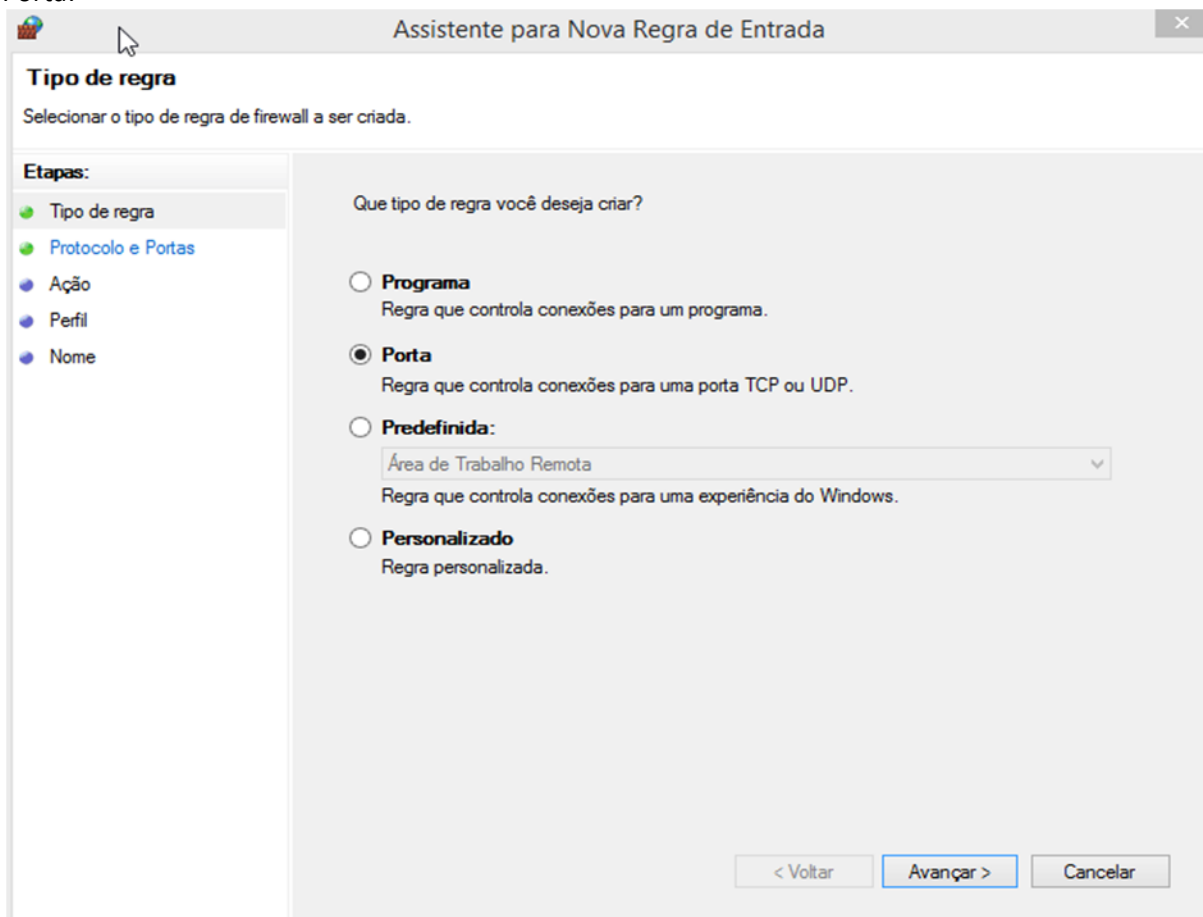 Porta.
Assistente para Nova Regra de Entrada
Tipo de regra
Selecionar o tipo de regra de firewall a ser criada.
Etapas:
Tipo de regra
Protocolo e Portas
Ação
Perfil
Nome
Que tipo de regra você deseja criar?
Programa
Regra que controla conexões para um programa.
Porta
Regra que controla conexões para uma porta TCP ou UDP.
Predefinida:
Área de Trabalho Remota
Regra que controla conexões para uma experiência do Windows.
Personalizado
Regra personalizada.
< Voltar
Avançar >
Cancelar